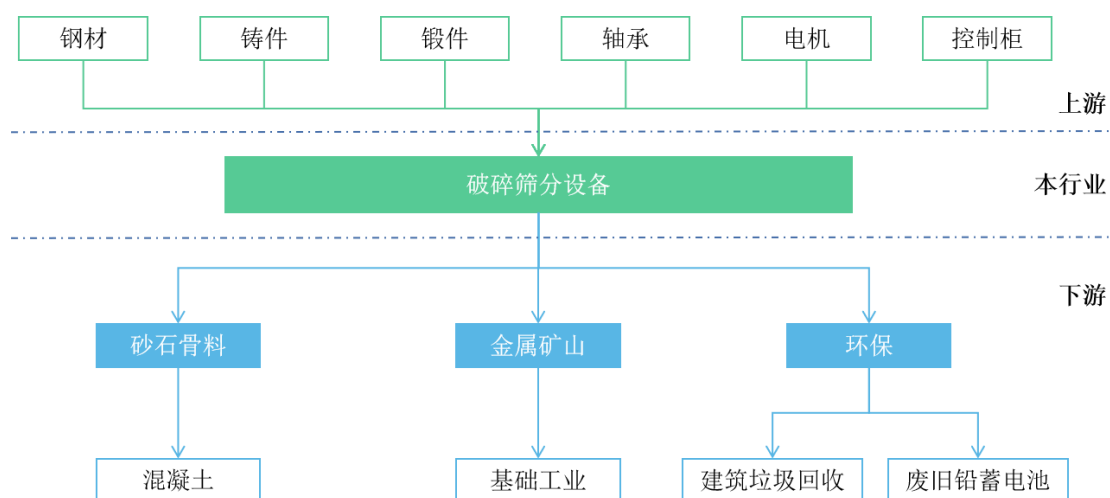 钢材
铸件
锻件
轴承
电机
控制柜
上游
破碎筛分设备
本行业
下游
砂石骨料
金属矿山
环保
混凝土
基础工业
建筑垃圾回收
废旧铅蓄电池